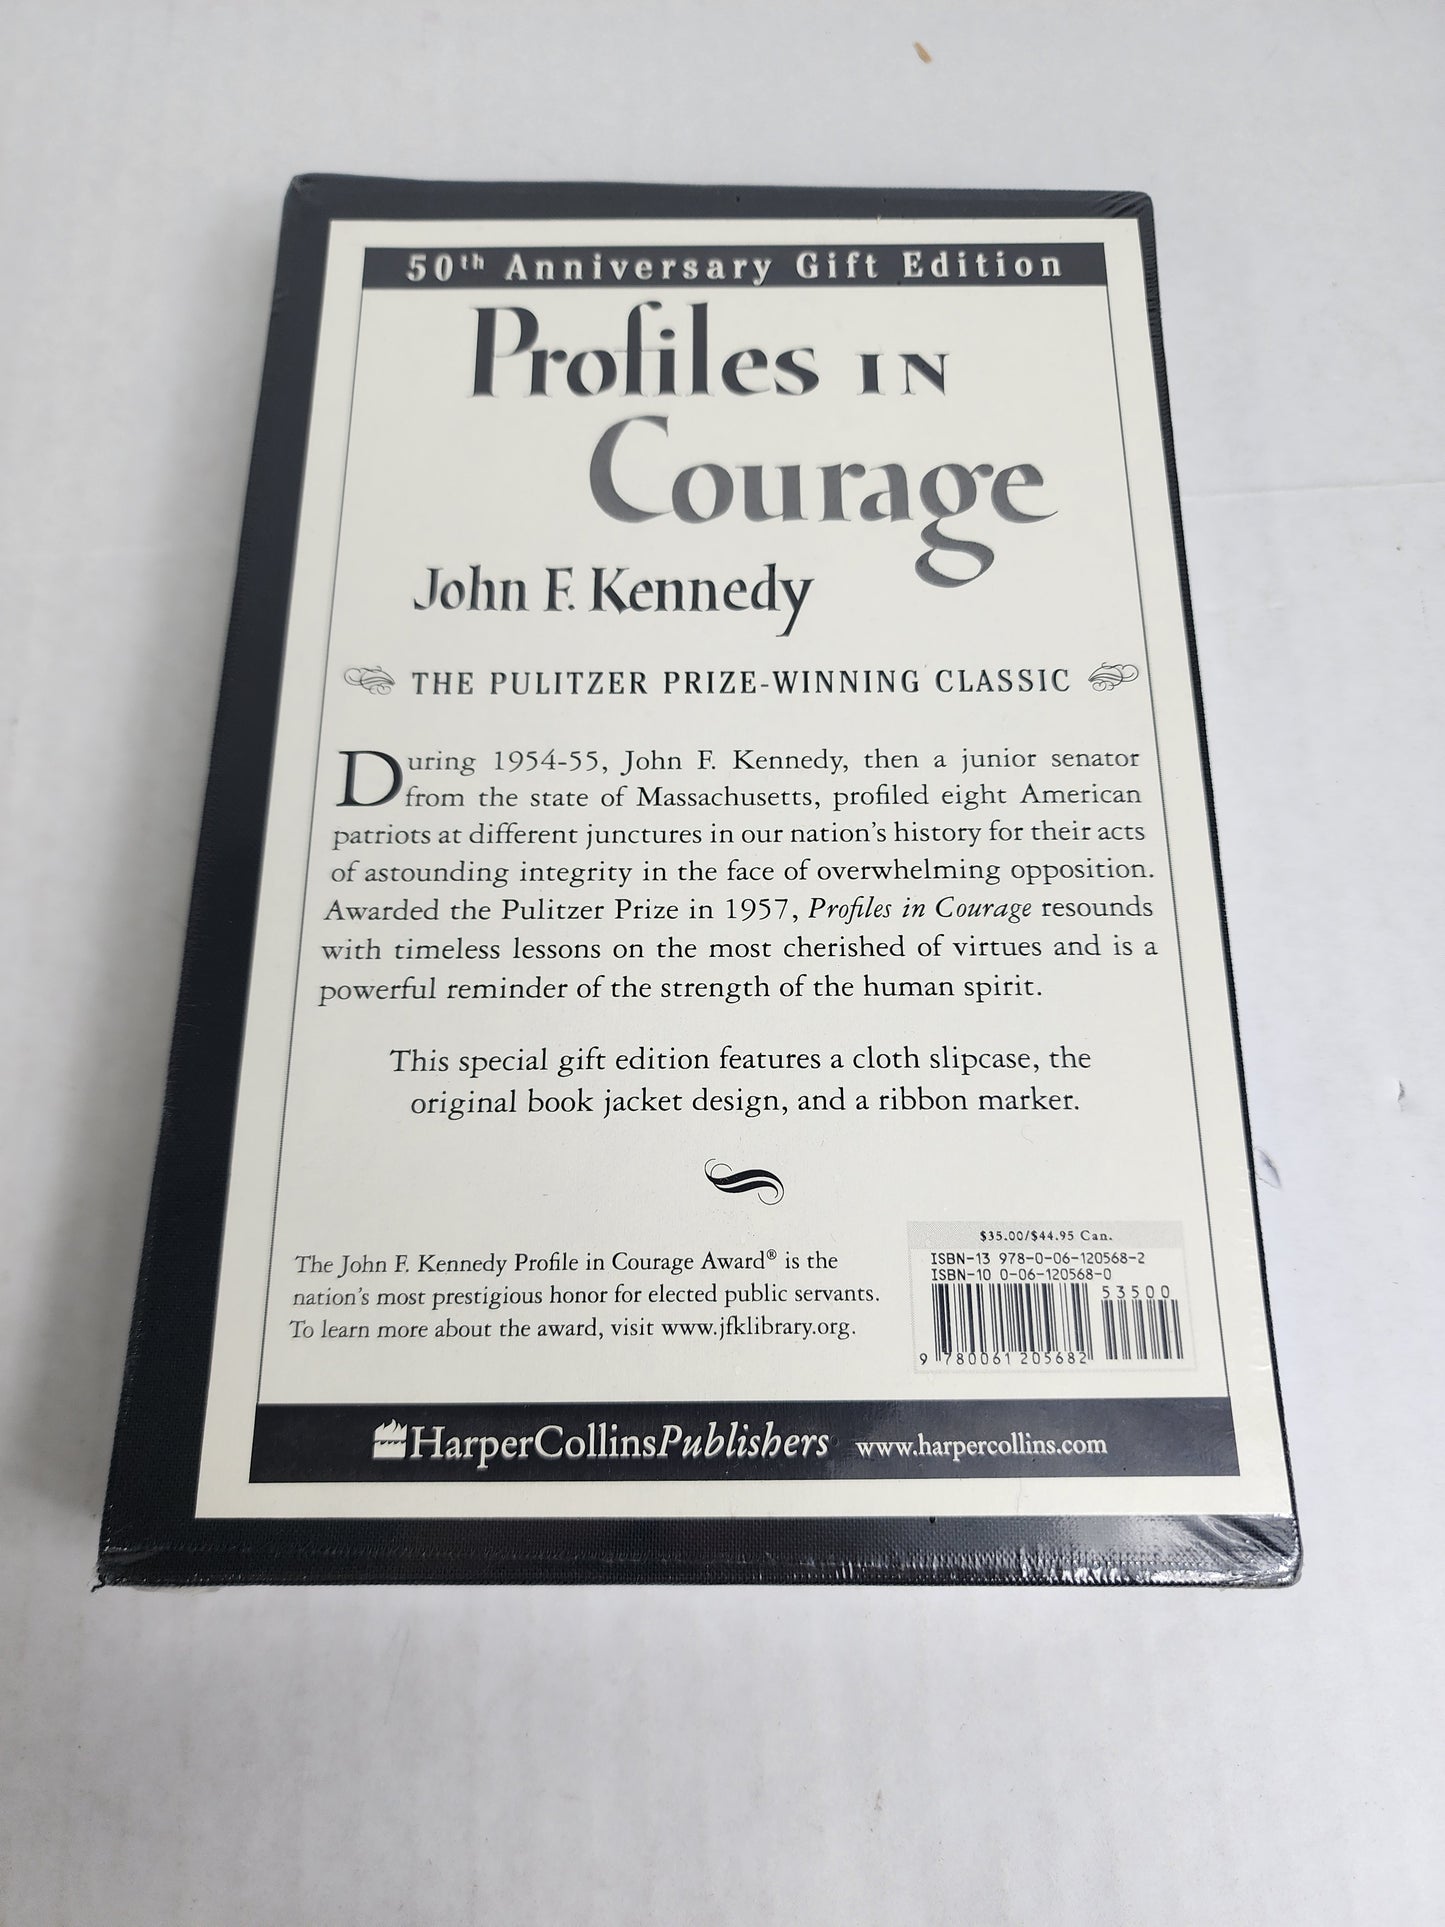 50th Anniversary Gift Edition
Profiles IN
Courage
John F. Kennedy
THE PULITZER PRIZE-WINNING CLASSIC
During 1954-55, John F. Kennedy, then a junior senator
from the state of Massachusetts, profiled eight American
patriots at different junctures in our nation's history for their acts
of astounding integrity in the face of overwhelming opposition.
Awarded the Pulitzer Prize in 1957, Profiles in Courage resounds
with timeless lessons on the most cherished of virtues and is a
powerful reminder of the strength of the human spirit.
This special gift edition features a cloth slipcase, the
original book jacket design, and a ribbon marker.
The John F. Kennedy Profile in Courage Award® is the
nation's most prestigious honor for elected public servants.
To learn more about the award, visit www.jfklibrary.org.
$35.00/$44.95 Can.
ISBN-13 978-0-06-120568-2
ISBN-10 0-06-120568-0
53500
9 780061 205682
HarperCollinsPublishers www.harpercollins.com